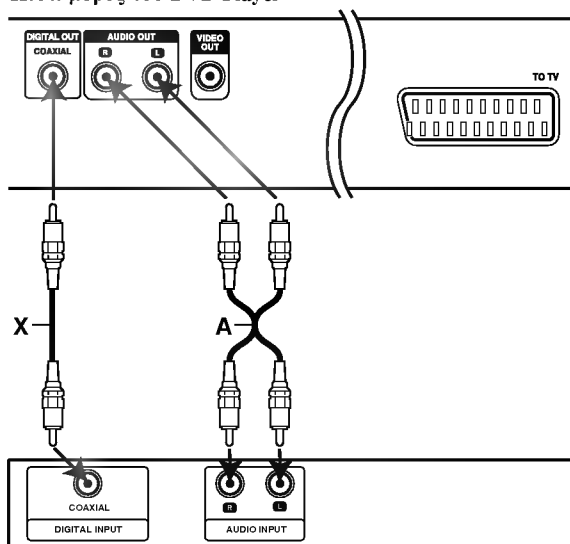 DIGITAL OUT
COAXIAL
AUDIO OUT
R
L
VIDEO
OUT
TO TV
X
A
COAXIAL
DIGITAL INPUT
R
L
AUDIO INPUT